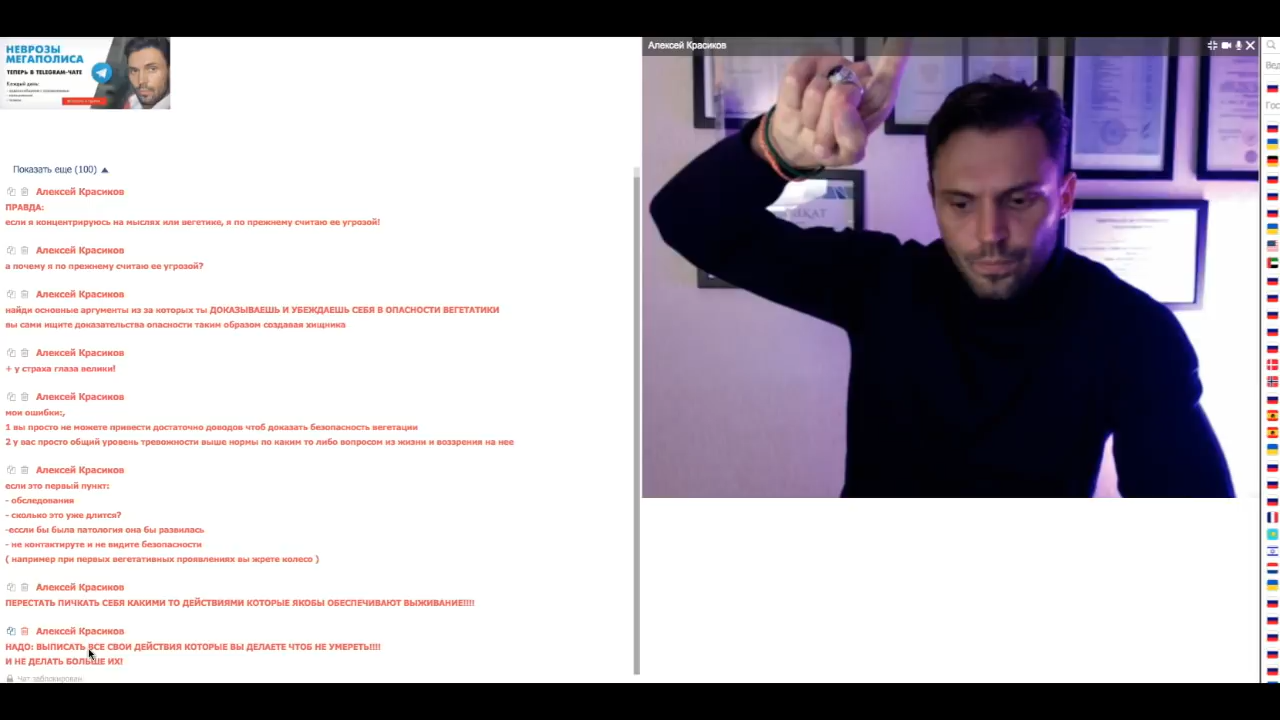 НЕВРОЗЫ
МЕГАПОЛИСА
ТЕПЕРЬ В TELEGRAM-ЧАТЕ
Каждый день:
Показать еще (100)
Алексей Красиков
ПРАВДА:
если я концентрируюсь на мыслях или вегетике, я по прежнему считаю ее угрозой!
Алексей Красиков
а почему я по прежнему считаю ее угрозой?
Алексей Красиков
найди основные аргументы из за которых ты ДОКАЗЫВАЕШЬ И УБЕЖДАЕШЬ СЕБЯ В ОПАСНОСТИ ВЕГЕТАТИКИ
вы сами ищите доказательства опасности таким образом создавая хищника
Алексей Красиков
+ у страха глаза велики!
Алексей Красиков
мои ошибки:,
1 вы просто не можете привести достаточно доводов чтоб доказать безопасность вегетации
2 у вас просто общий уровень тревожности выше нормы по каким то либо вопросом из жизни и воззрения на нее
Алексей Красиков
если это первый пункт:
- обследования
- сколько это уже длится?
-ессли бы была патология она бы развилась
- не контактируте и не видите безопасности
( например при первых вегетативных проявлениях вы жрете колесо )
Алексей Красиков
ПЕРЕСТАТЬ ПИЧКАТЬ СЕБЯ КАКИМИ ТО ДЕЙСТВИЯМИ КОТОРЫЕ ЯКОБЫ ОБЕСПЕЧИВАЮТ ВЫЖИВАНИЕ!!!!
Алексей Красиков
НАДО: ВЫПИСАТЬ ВСЕ СВОИ ДЕЙСТВИЯ КОТОРЫЕ ВЫ ДЕЛАЕТЕ ЧТОБ НЕ УМЕРЕТЬ!!!!
И НЕ ДЕЛАТЬ БОЛЬШЕ ИХ!
Чат заблокирован
Алексей Красиков
Вед
Гос